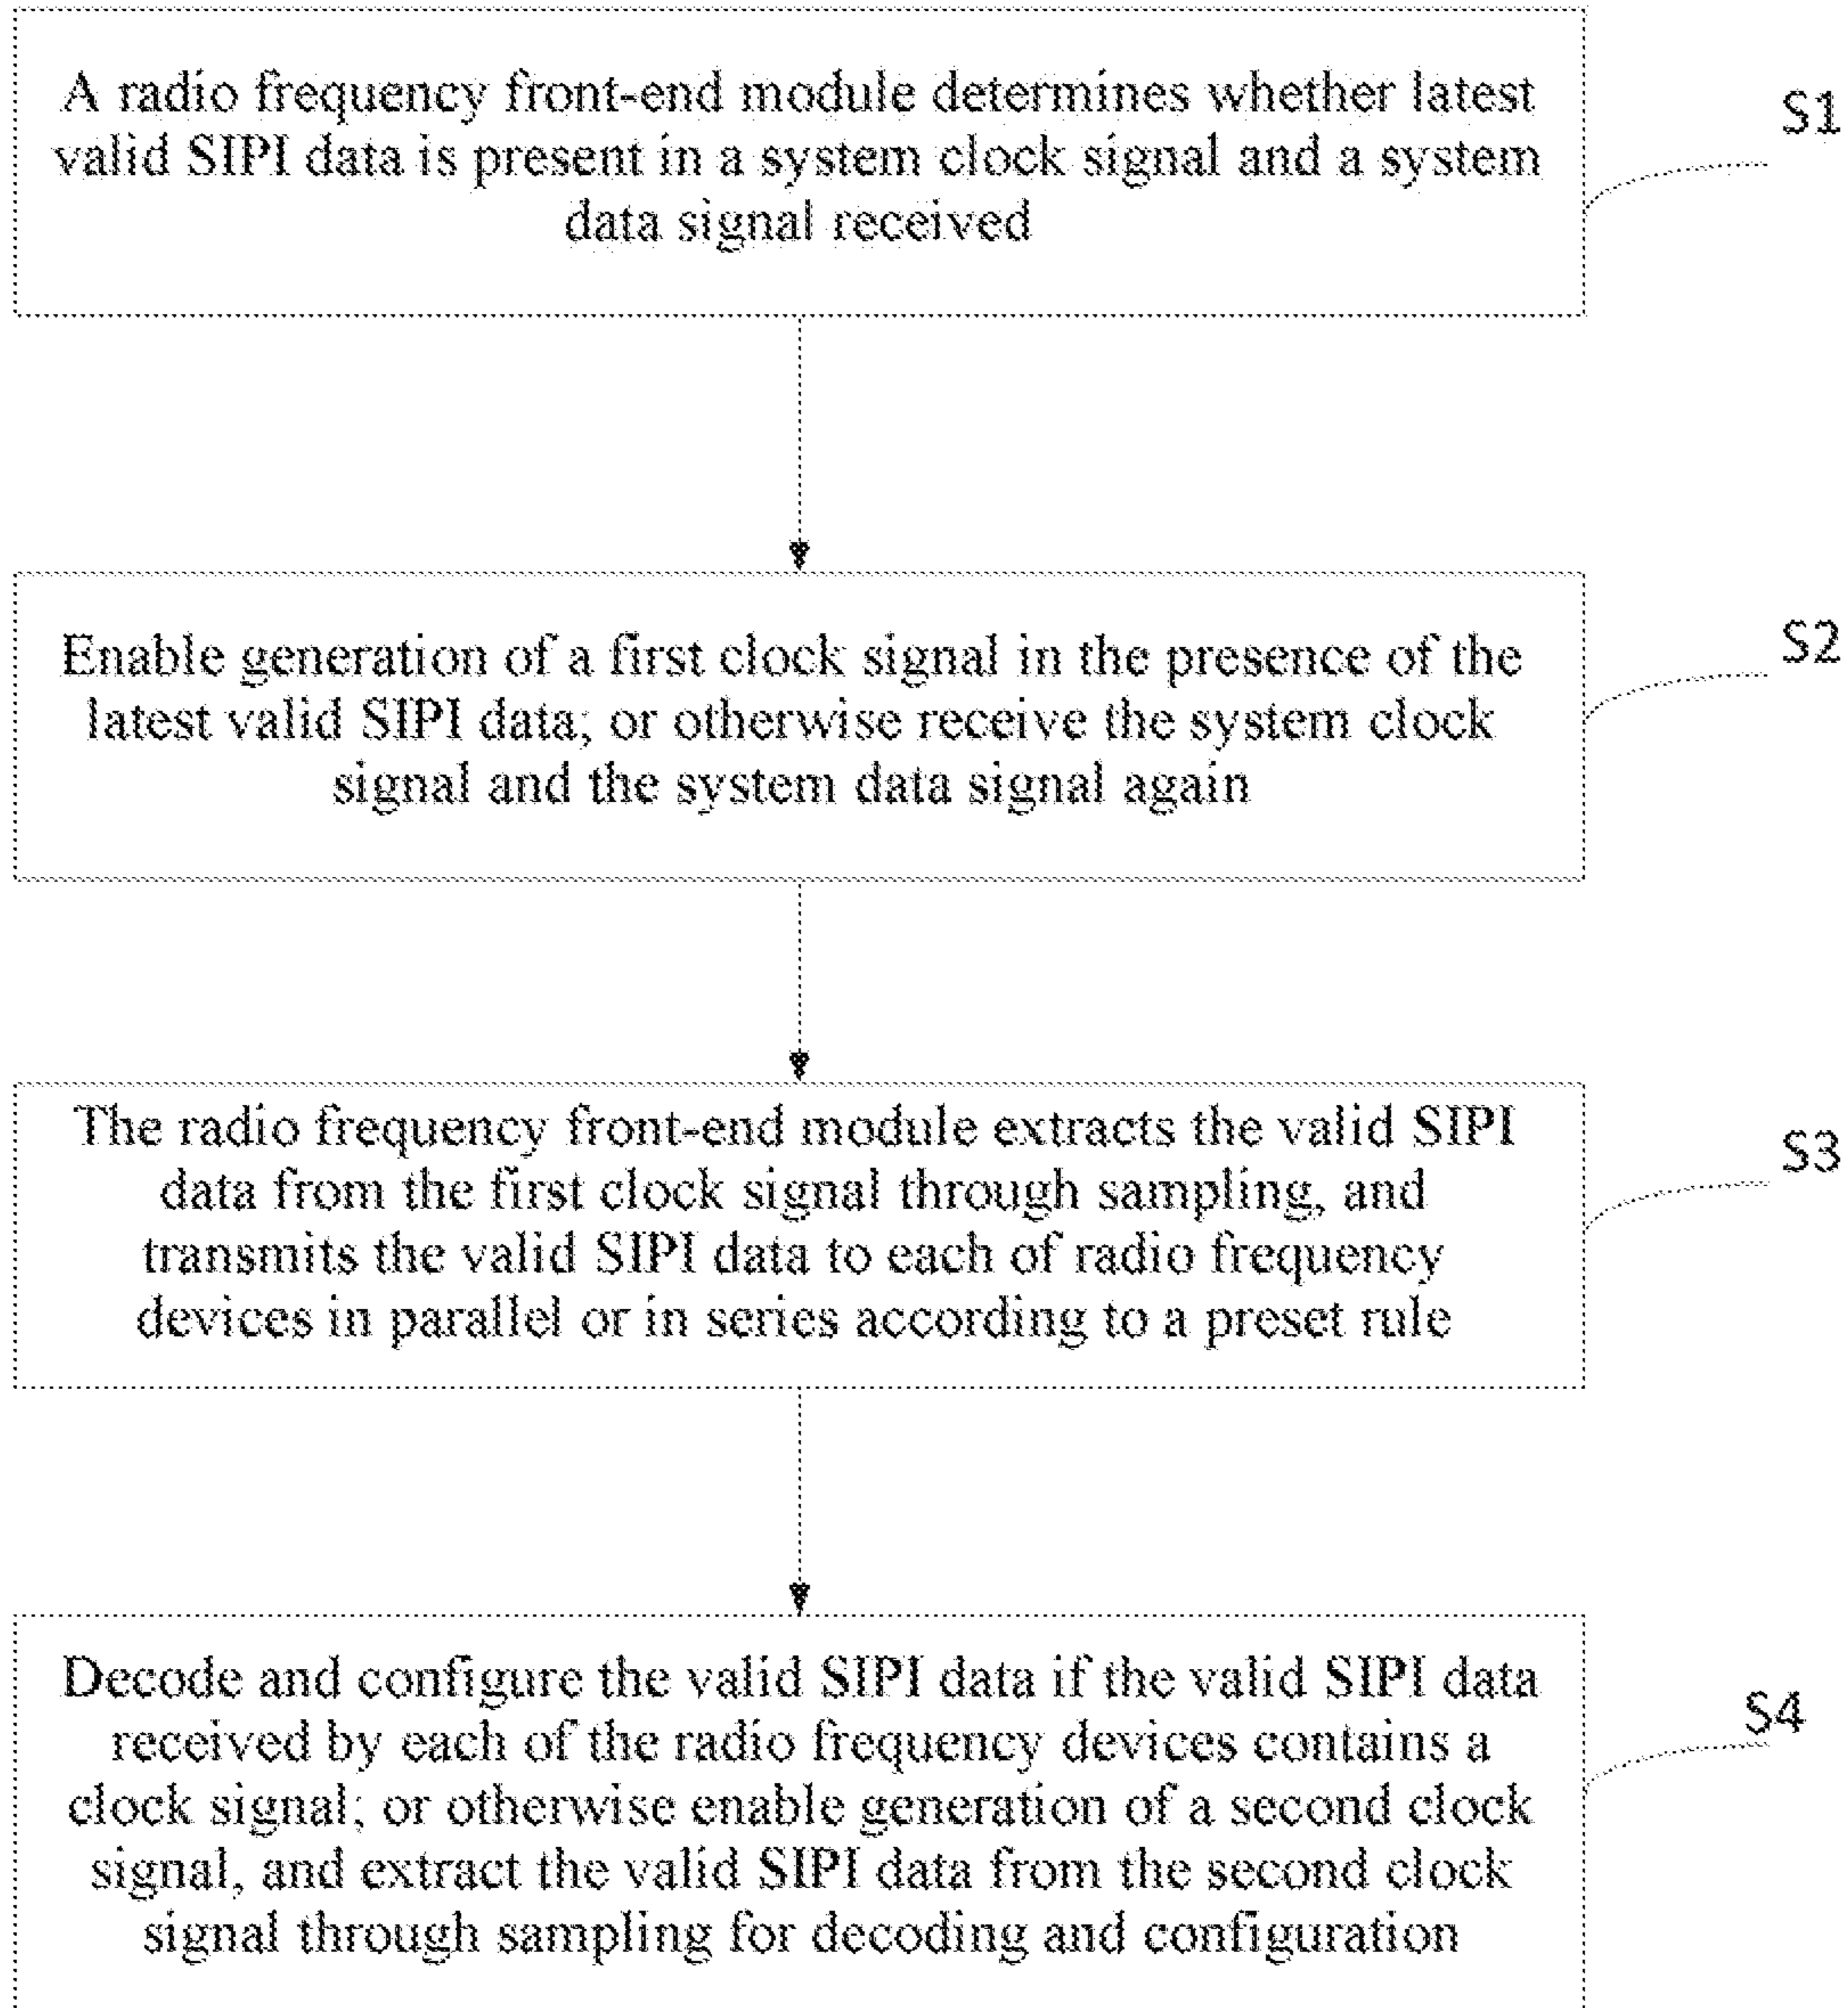 A radio frequency front-end module determines whether latest
valid SIPI data is present in a system clock signal and a system
data signal received
S1
Enable generation of a first clock signal in the presence of the
latest valid SIPI data; or otherwise receive the system clock
signal and the system data signal again
S2
The radio frequency front-end module extracts the valid SIPI
data from the first clock signal through sampling, and
transmits the valid SIPI data to each of radio frequency
devices in parallel or in series according to a preset rule
S3
Decode and configure the valid SIPI data if the valid SIPI data
received by each of the radio frequency devices contains a
clock signal; or otherwise enable generation of a second clock
signal, and extract the valid SIPI data from the second clock
signal through sampling for decoding and configuration
S4